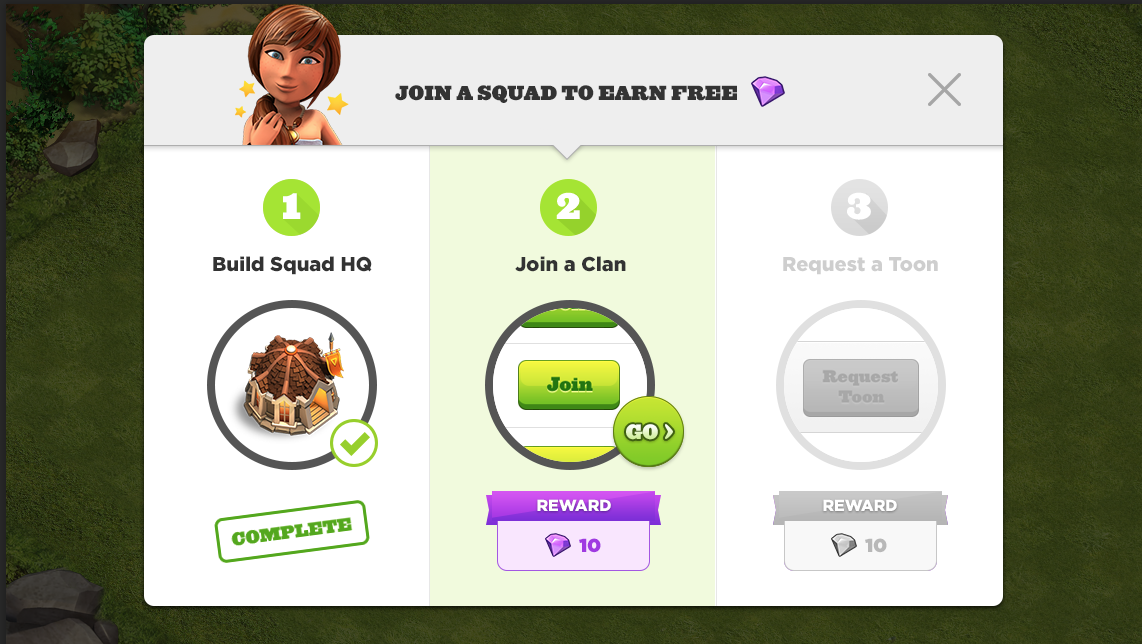 JOIN A SQUAD TO EARN FREE
1
Build Squad HQ
COMPLETE
2
Join a Clan
Join
GO
REWARD
10
3
Request a Toon
Request
Toon
REWARD
10